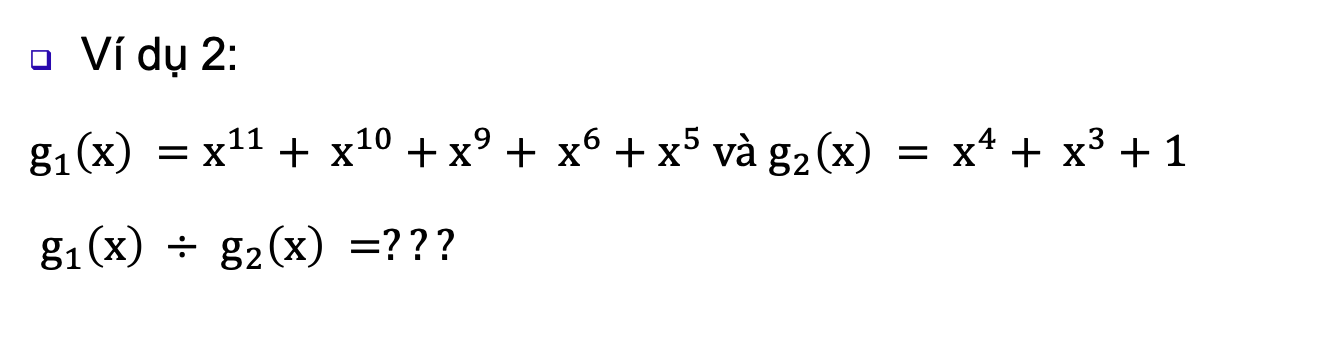 ❑ Ví dụ 2:
g₁(x) = x¹¹ + x¹⁰ + x⁹ + x⁶ + x⁵ và g₂(x) = x⁴ + x³ + 1
g₁(x) ÷ g₂(x) =???